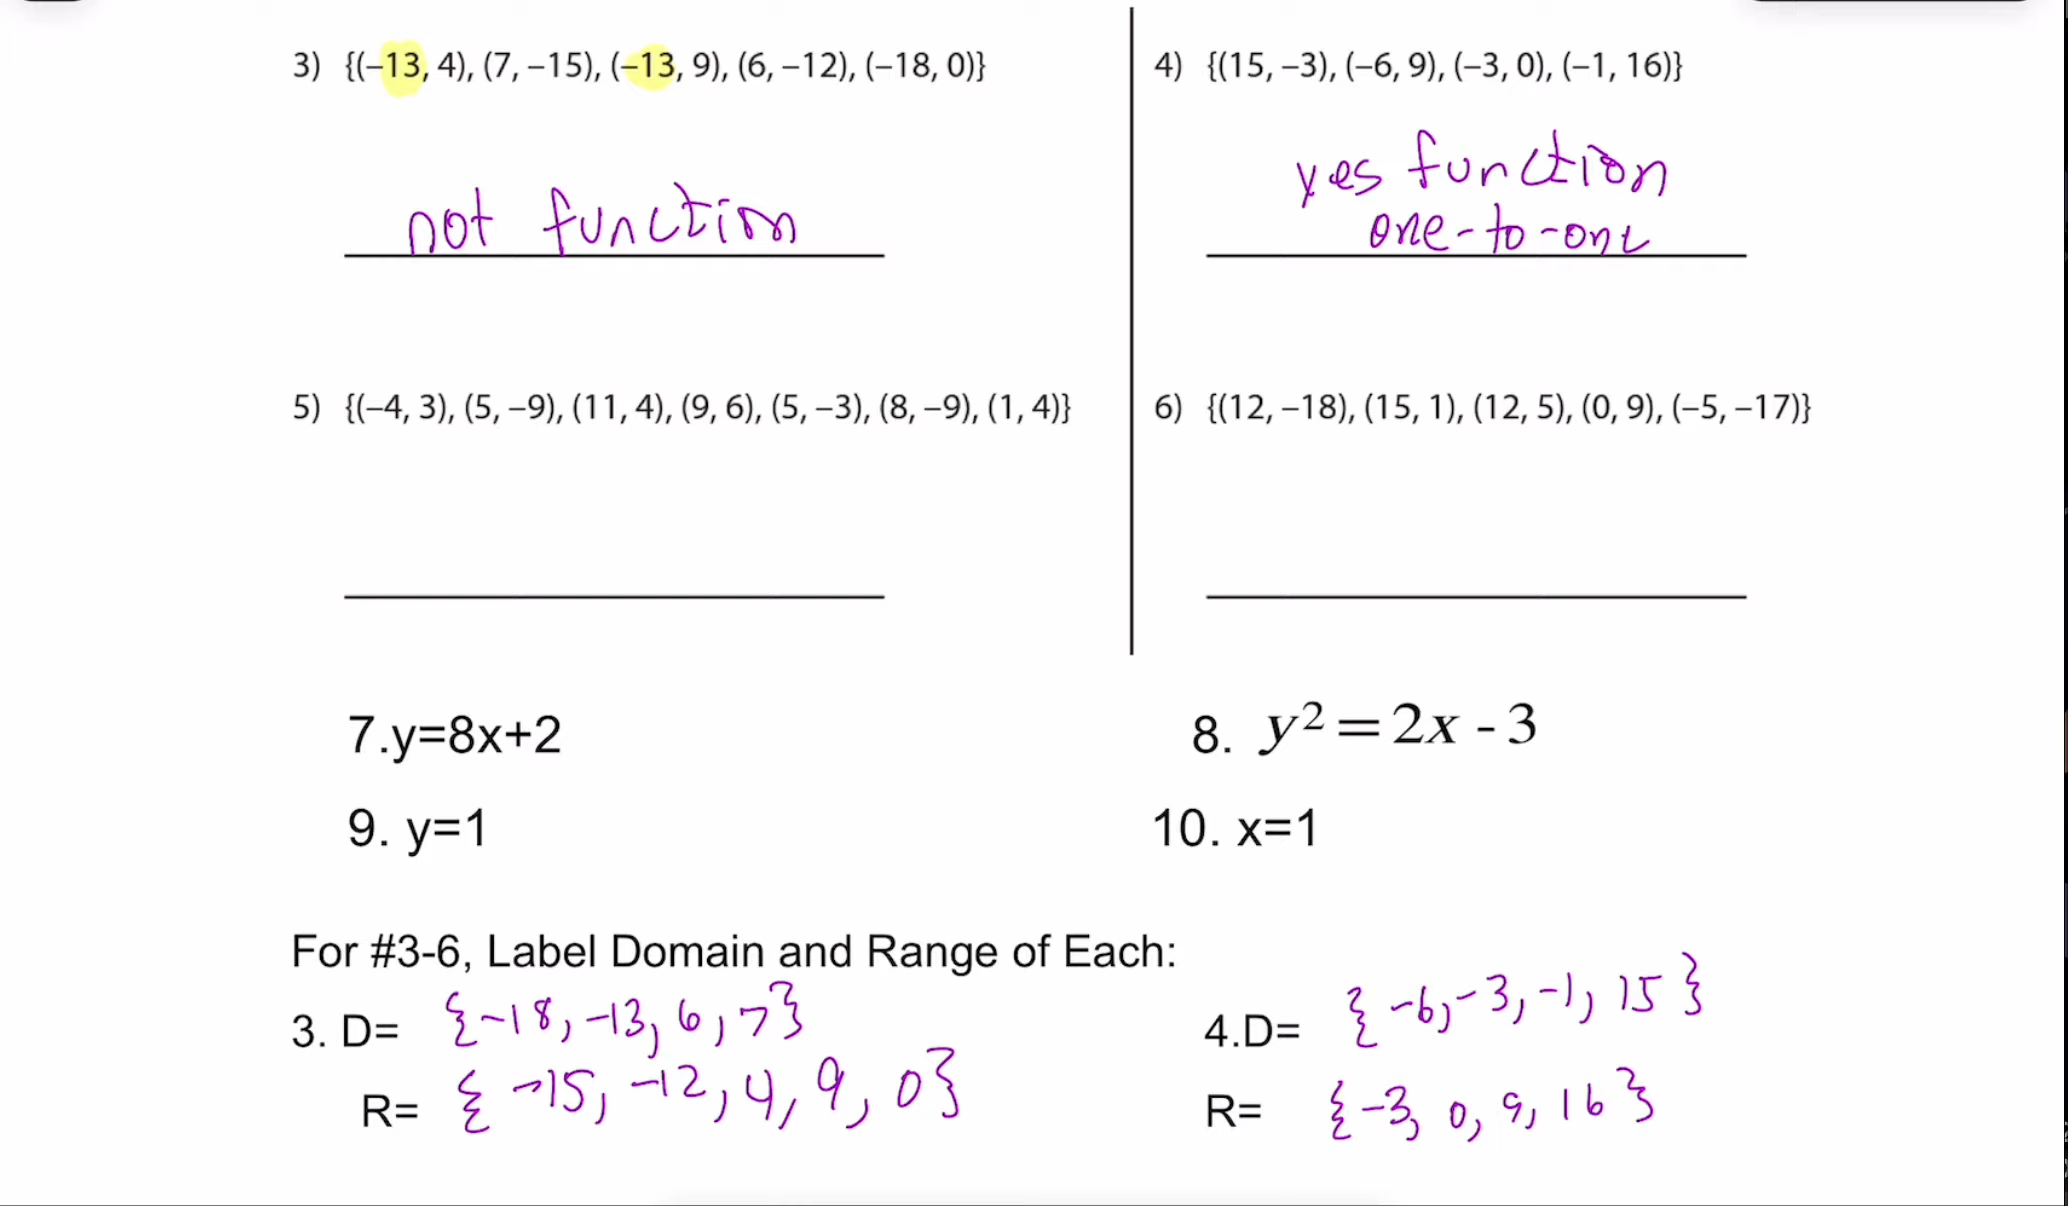 3) {(–13, 4), (7, –15), (–13, 9), (6, –12), (–18, 0)}
not function
4) {(15, –3), (–6, 9), (–3, 0), (–1, 16)}
yes function
one-to-one
5) {(–4, 3), (5, –9), (11, 4), (9, 6), (5, –3), (8, –9), (1, 4)}
6) {(12, –18), (15, 1), (12, 5), (0, 9), (–5, –17)}
7.y=8x+2
8. y² = 2x - 3
9. y=1
10. x=1
For #3-6, Label Domain and Range of Each:
3. D= {-18, -13, 6, 7}
R= {-15, -12, 4, 9, 0}
4.D= {-6, -3, -1, 15}
R= {-3, 0, 9, 16}